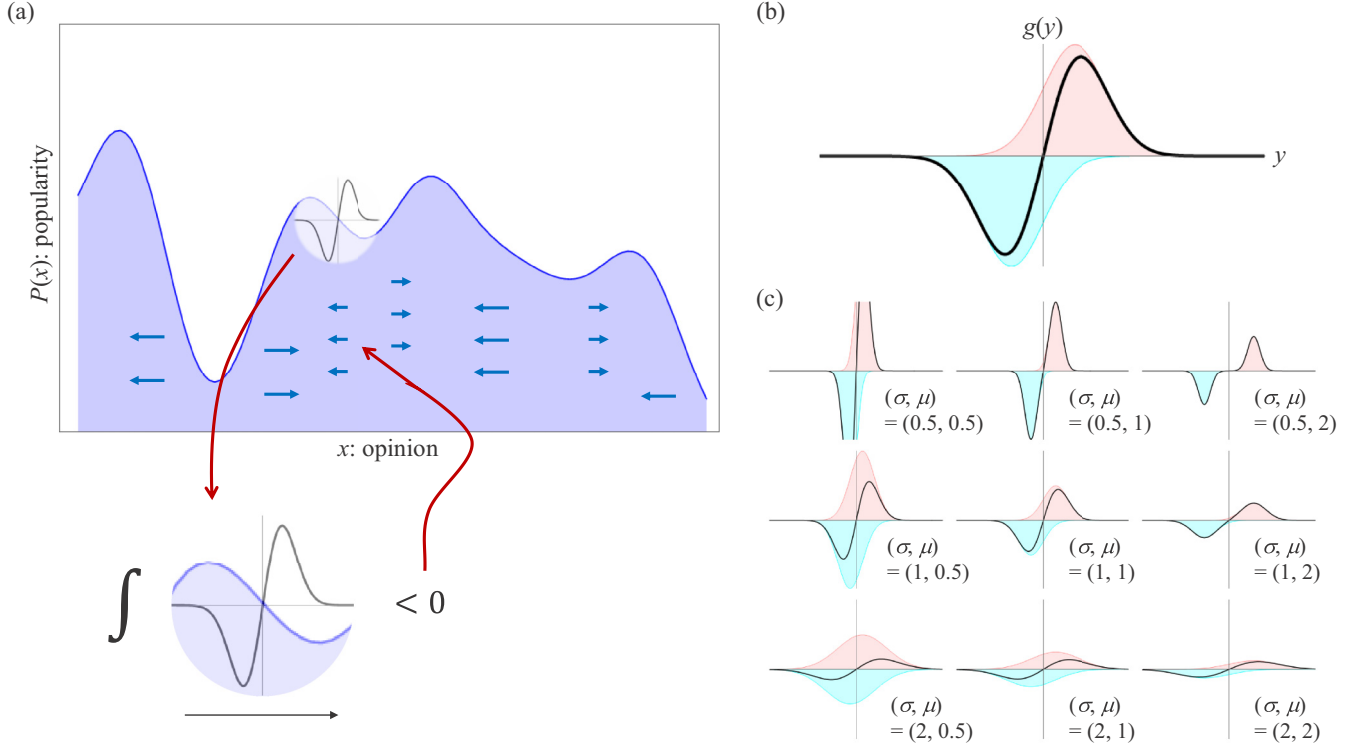 (a)
P(x): popularity
x: opinion
∫
< 0
(b)
g(y)
y
(c)
(σ, μ)
= (0.5, 0.5)
(σ, μ)
= (0.5, 1)
(σ, μ)
= (0.5, 2)
(σ, μ)
= (1, 0.5)
(σ, μ)
= (1, 1)
(σ, μ)
= (1, 2)
(σ, μ)
= (2, 0.5)
(σ, μ)
= (2, 1)
(σ, μ)
= (2, 2)